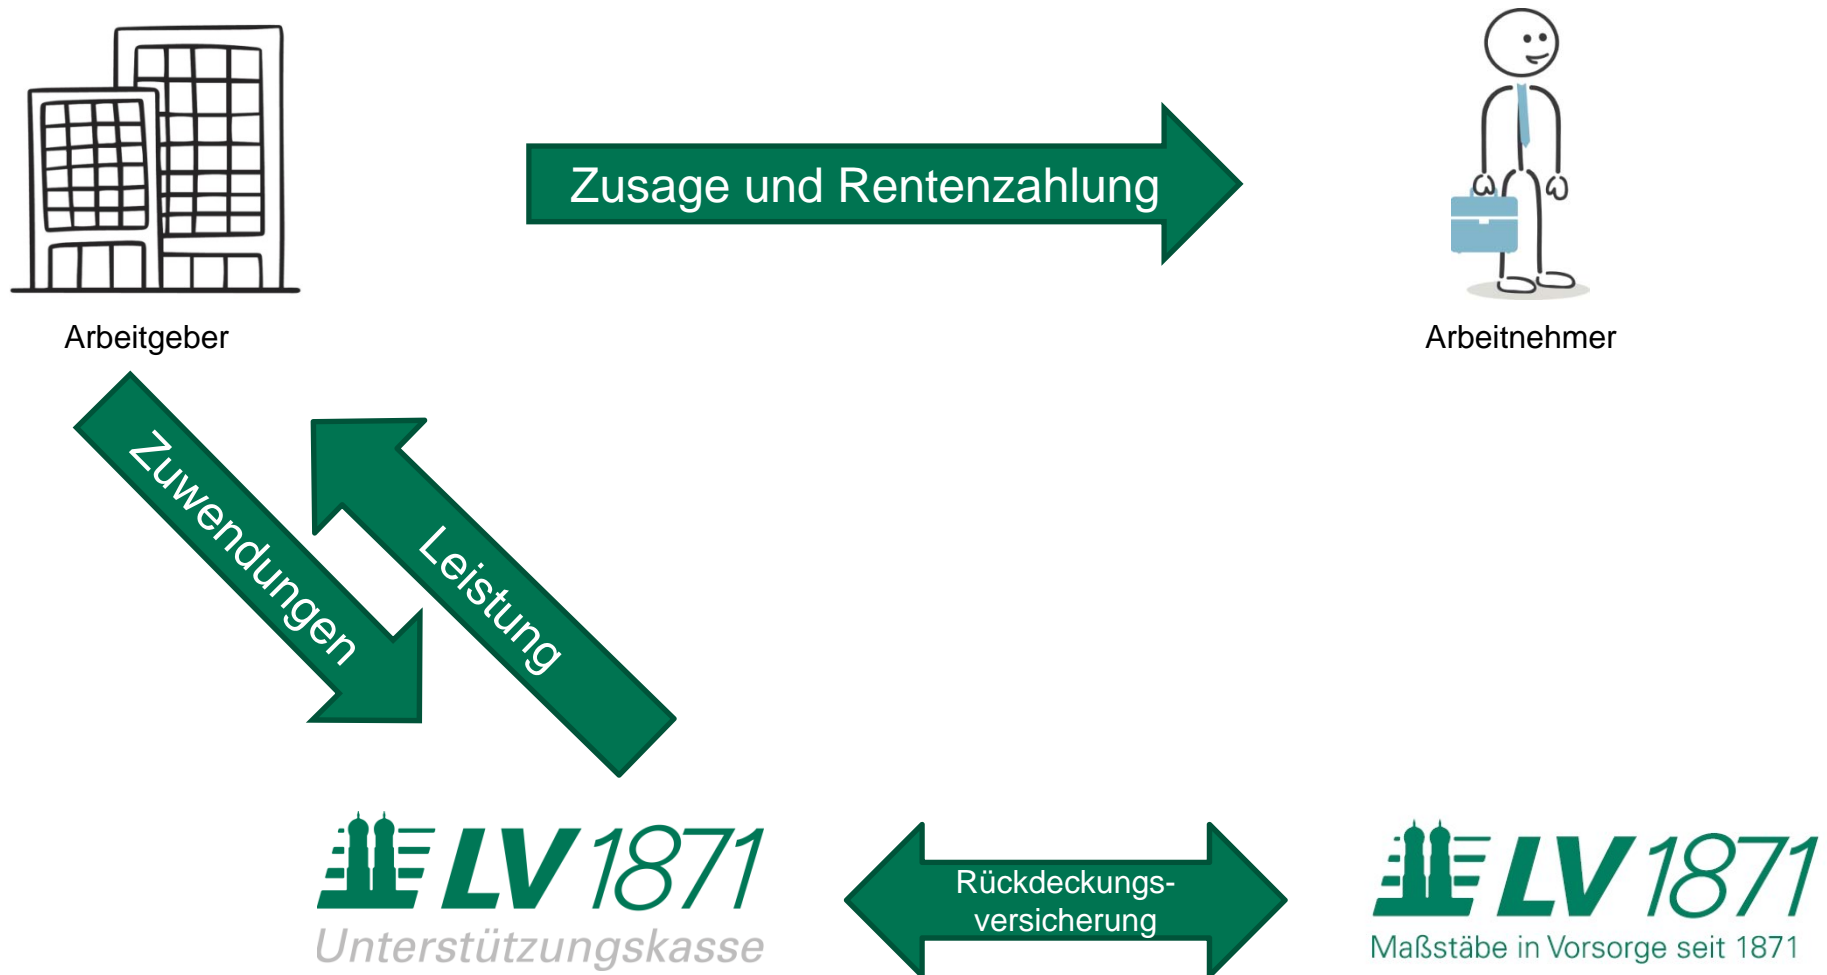 Zusage und Rentenzahlung
Arbeitgeber
Arbeitnehmer
Zuwendungen
Leistung
LV 1871
Unterstützungskasse
Rückdeckungs-
versicherung
LV 1871
Maßstäbe in Vorsorge seit 1871